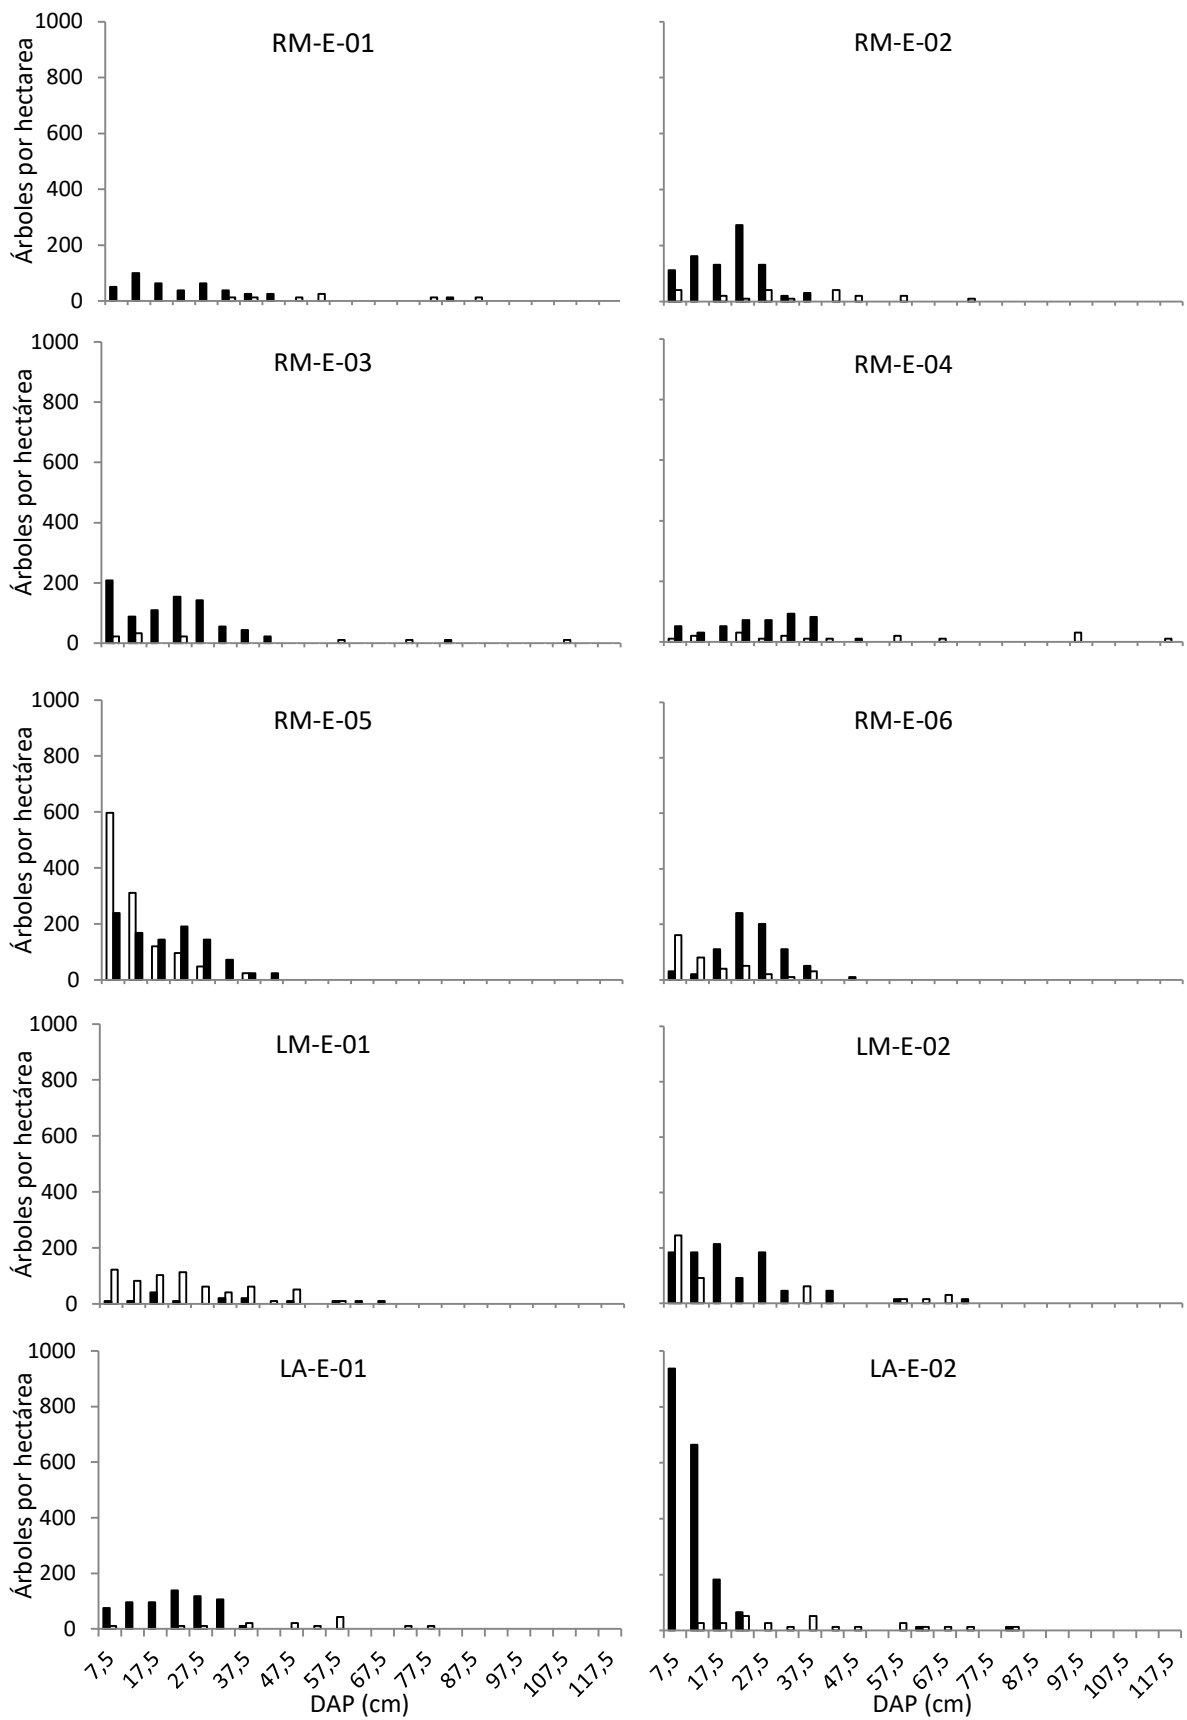 RM-E-01
RM-E-02
Árboles por hectarea
1000
800
600
400
200
0
RM-E-03
RM-E-04
Árboles por hectárea
1000
800
600
400
200
0
RM-E-05
RM-E-06
Árboles por hectárea
1000
800
600
400
200
0
LM-E-01
LM-E-02
Árboles por hectárea
1000
800
600
400
200
0
LA-E-01
LA-E-02
Árboles por hectárea
1000
800
600
400
200
0
7,5 17,5 27,5 37,5 47,5 57,5 67,5 77,5 87,5 97,5 107,5 117,5
DAP (cm)
7,5 17,5 27,5 37,5 47,5 57,5 67,5 77,5 87,5 97,5 107,5 117,5
DAP (cm)